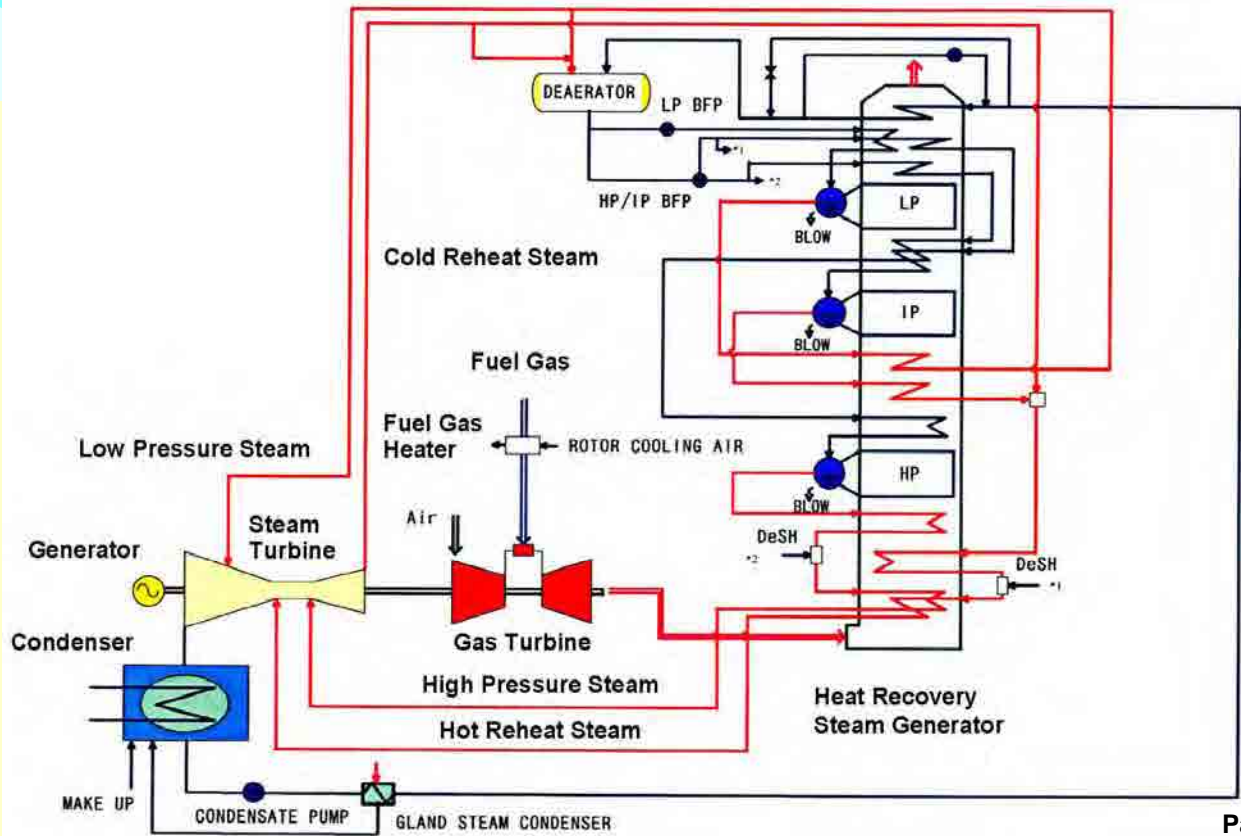 DEAERATOR
LP BFP
*1
*2
HP/IP BFP
LP
BLOW
Cold Reheat Steam
IP
BLOW
Fuel Gas
Fuel Gas
Heater
ROTOR COOLING AIR
Low Pressure Steam
HP
BLOW
Air
Steam
Turbine
Generator
DeSH
*2
DeSH
*1
Gas Turbine
Condenser
High Pressure Steam
Hot Reheat Steam
Heat Recovery
Steam Generator
MAKE UP
CONDENSATE PUMP
GLAND STEAM CONDENSER